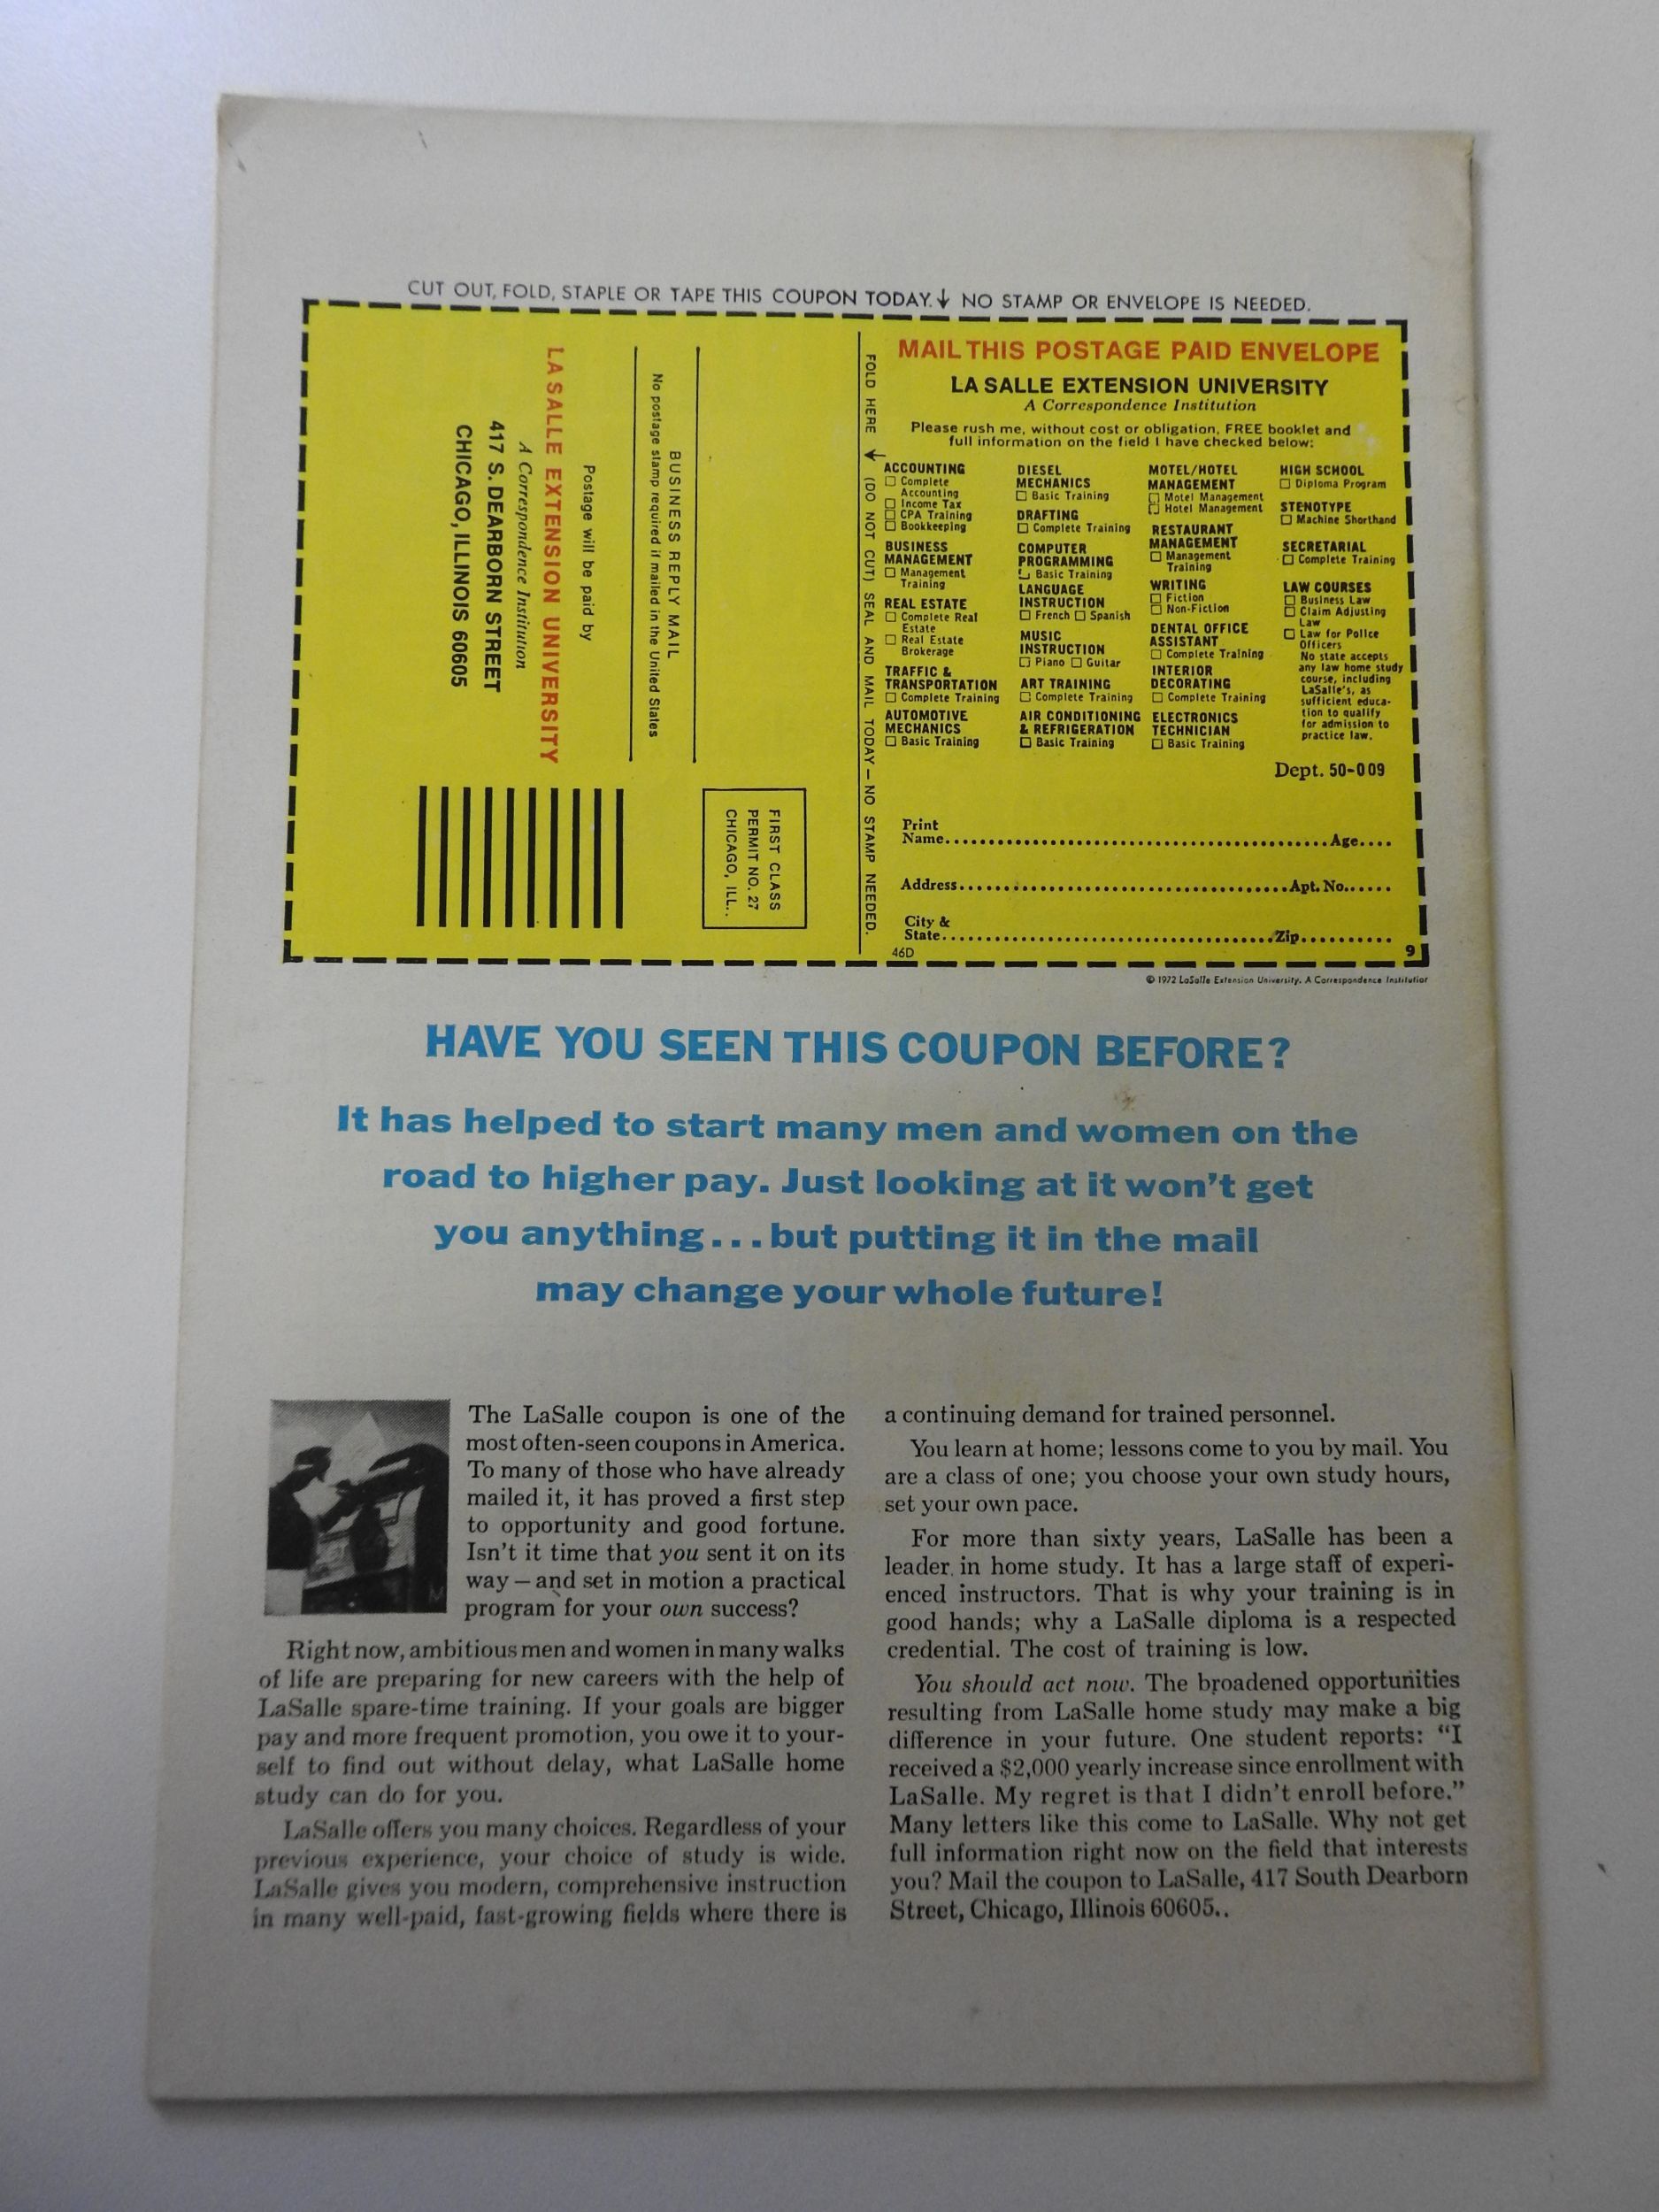 CUT OUT, FOLD, STAPLE OR TAPE THIS COUPON TODAY. ↓ NO STAMP OR ENVELOPE IS NEEDED.
BUSINESS REPLY MAIL
No postage stamp required if mailed in the United States
Postage will be paid by
LA SALLE EXTENSION UNIVERSITY
A Correspondence Institution
417 S. DEARBORN STREET
CHICAGO, ILLINOIS 60605
FIRST CLASS
PERMIT NO. 27
CHICAGO, ILL..
FOLD HERE ↓ (DO NOT CUT) SEAL AND MAIL TODAY — NO STAMP NEEDED.
MAIL THIS POSTAGE PAID ENVELOPE
LA SALLE EXTENSION UNIVERSITY
A Correspondence Institution
Please rush me, without cost or obligation, FREE booklet and
full information on the field I have checked below:
ACCOUNTING
☐ Complete
Accounting
☐ Income Tax
☐ CPA Training
☐ Bookkeeping
BUSINESS
MANAGEMENT
☐ Management
Training
REAL ESTATE
☐ Complete Real
Estate
☐ Real Estate
Brokerage
TRAFFIC &
TRANSPORTATION
☐ Complete Training
AUTOMOTIVE
MECHANICS
☐ Basic Training
DIESEL
MECHANICS
☐ Basic Training
DRAFTING
☐ Complete Training
COMPUTER
PROGRAMMING
☐ Basic Training
LANGUAGE
INSTRUCTION
☐ French ☐ Spanish
MUSIC
INSTRUCTION
☐ Piano ☐ Guitar
ART TRAINING
☐ Complete Training
AIR CONDITIONING
& REFRIGERATION
☐ Basic Training
MOTEL/HOTEL
MANAGEMENT
☐ Motel Management
☐ Hotel Management
RESTAURANT
MANAGEMENT
☐ Management
Training
WRITING
☐ Fiction
☐ Non-Fiction
DENTAL OFFICE
ASSISTANT
☐ Complete Training
INTERIOR
DECORATING
☐ Complete Training
ELECTRONICS
TECHNICIAN
☐ Basic Training
HIGH SCHOOL
☐ Diploma Program
STENOTYPE
☐ Machine Shorthand
SECRETARIAL
☐ Complete Training
LAW COURSES
☐ Business Law
☐ Claim Adjusting
Law
☐ Law for Police
Officers
No state accepts
any law home study
course, including
LaSalle's, as
sufficient educa-
tion to qualify
for admission to
practice law.
Dept. 50-009
Print
Name.......Age....
Address.......Apt. No......
City &
State.......Zip..........
46D 9
© 1972 LaSalle Extension University. A Correspondence Institution
HAVE YOU SEEN THIS COUPON BEFORE?
It has helped to start many men and women on the
road to higher pay. Just looking at it won't get
you anything...but putting it in the mail
may change your whole future!
The LaSalle coupon is one of the
most often-seen coupons in America.
To many of those who have already
mailed it, it has proved a first step
to opportunity and good fortune.
Isn't it time that you sent it on its
way — and set in motion a practical
program for your own success?
Right now, ambitious men and women in many walks
of life are preparing for new careers with the help of
LaSalle spare-time training. If your goals are bigger
pay and more frequent promotion, you owe it to your-
self to find out without delay, what LaSalle home
study can do for you.
LaSalle offers you many choices. Regardless of your
previous experience, your choice of study is wide.
LaSalle gives you modern, comprehensive instruction
in many well-paid, fast-growing fields where there is
a continuing demand for trained personnel.
You learn at home; lessons come to you by mail. You
are a class of one; you choose your own study hours,
set your own pace.
For more than sixty years, LaSalle has been a
leader in home study. It has a large staff of experi-
enced instructors. That is why your training is in
good hands; why a LaSalle diploma is a respected
credential. The cost of training is low.
You should act now. The broadened opportunities
resulting from LaSalle home study may make a big
difference in your future. One student reports: "I
received a $2,000 yearly increase since enrollment with
LaSalle. My regret is that I didn't enroll before."
Many letters like this come to LaSalle. Why not get
full information right now on the field that interests
you? Mail the coupon to LaSalle, 417 South Dearborn
Street, Chicago, Illinois 60605..